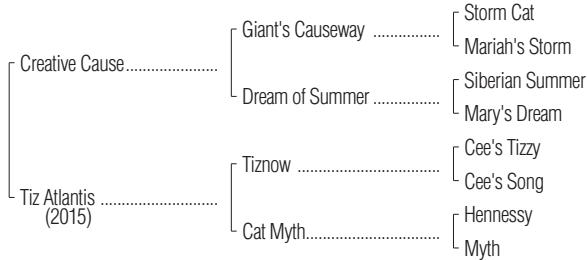 Storm Cat
Giant's Causeway ..................
Mariah's Storm
Creative Cause.........................
Siberian Summer
Dream of Summer ..................
Mary's Dream
Cee's Tizzy
Tiznow ......................................
Cee's Song
Tiz Atlantis ................................
(2015)
Hennessy
Cat Myth....................................
Myth